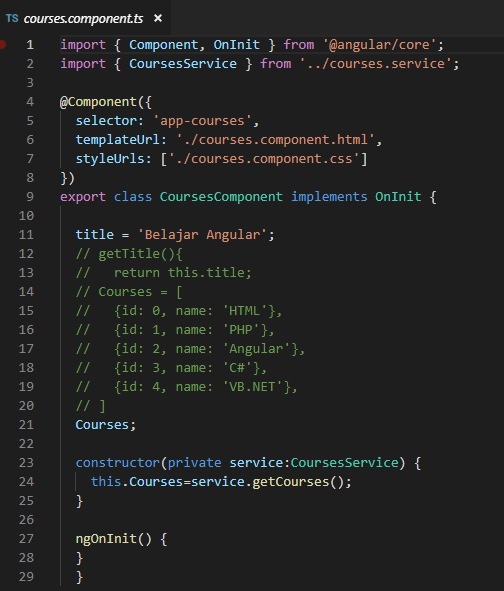 TS courses.component.ts ×
1 import { Component, OnInit } from '@angular/core';
2 import { CoursesService } from '../courses.service';
3
4 @Component({
5   selector: 'app-courses',
6   templateUrl: './courses.component.html',
7   styleUrls: ['./courses.component.css']
8 })
9 export class CoursesComponent implements OnInit {
10
11   title = 'Belajar Angular';
12   // getTitle(){
13   //   return this.title;
14   // Courses = [
15   //   {id: 0, name: 'HTML'},
16   //   {id: 1, name: 'PHP'},
17   //   {id: 2, name: 'Angular'},
18   //   {id: 3, name: 'C#'},
19   //   {id: 4, name: 'VB.NET'},
20   // ]
21   Courses;
22
23   constructor(private service:CoursesService) {
24     this.Courses=service.getCourses();
25   }
26
27   ngOnInit() {
28   }
29   }